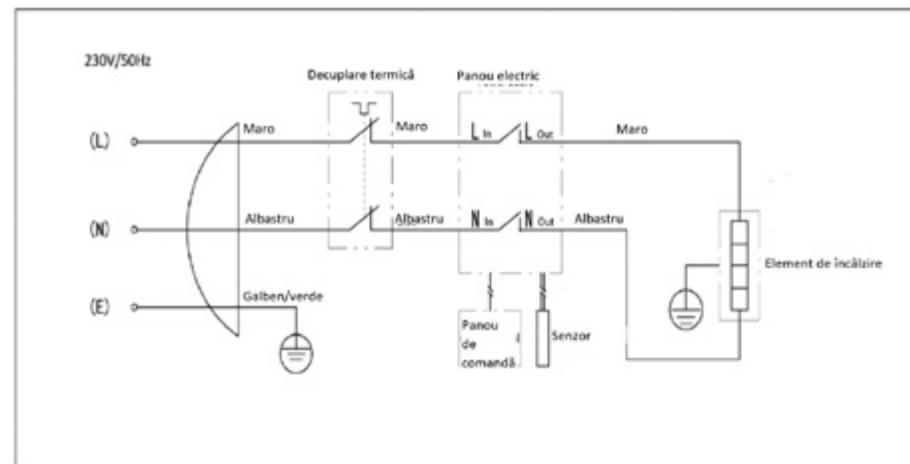 230V/50Hz
Decuplare termică
Panou electric
(L)
Maro
Maro
L In
L Out
Maro
(N)
Albastru
Albastru
N In
N Out
Albastru
Element de încălzire
(E)
Galben/verde
Panou
de
comandă
Senzor